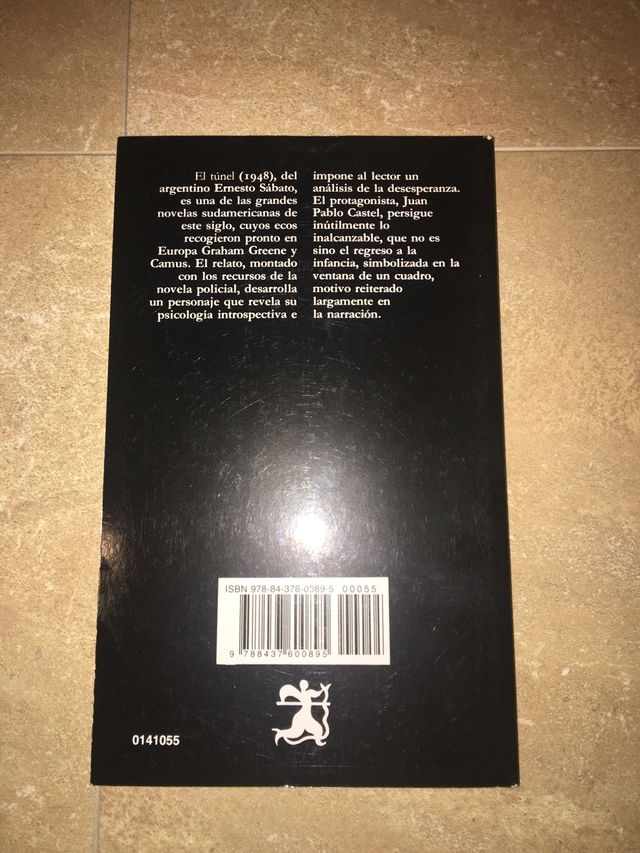 El túnel (1948), del
argentino Ernesto Sábato,
es una de las grandes
novelas sudamericanas de
este siglo, cuyos ecos
recogieron pronto en
Europa Graham Greene y
Camus. El relato, montado
con los recursos de la
novela policial, desarrolla
un personaje que revela su
psicología introspectiva e
impone al lector un
análisis de la desesperanza.
El protagonista, Juan
Pablo Castel, persigue
inútilmente lo
inalcanzable, que no es
sino el regreso a la
infancia, simbolizada en la
ventana de un cuadro,
motivo reiterado
largamente en
la narración.
ISBN 978-84-376-0089-5 00055
9 788437 600895
0141055